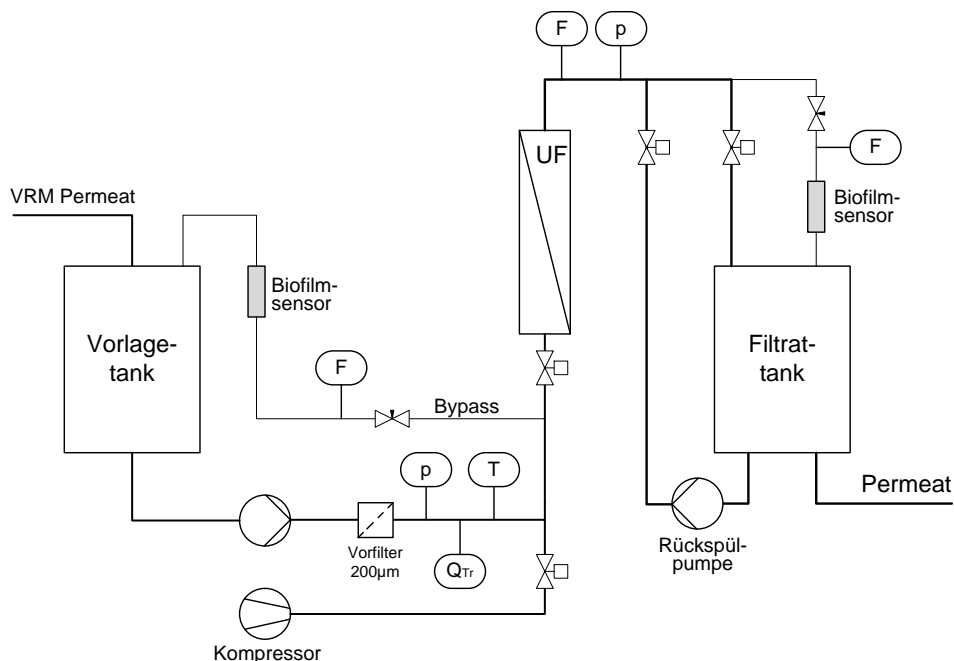 F
p
UF
F
VRM Permeat
Biofilm-
sensor
Biofilm-
sensor
Vorlage-
tank
Filtrat-
tank
F
Bypass
p
T
Permeat
Vorfilter
200µm
QTr
Rückspül-
pumpe
Kompressor